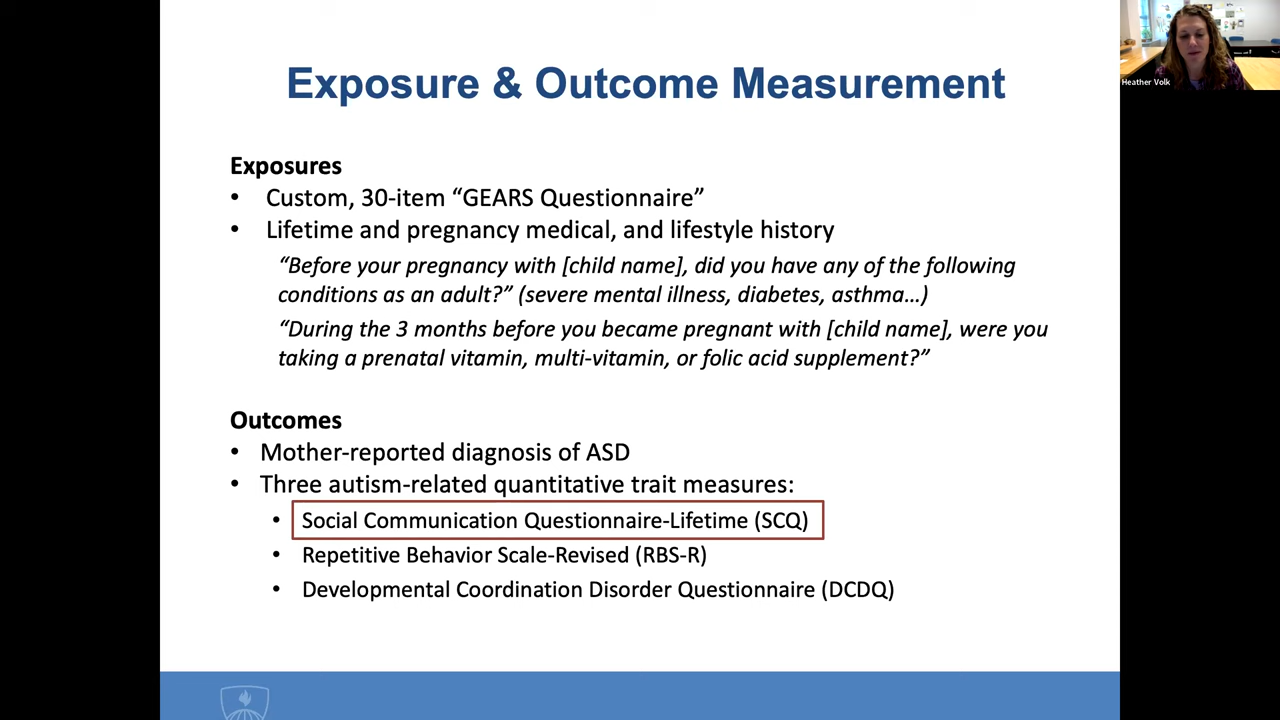 Exposure & Outcome Measurement
Heather Volk
Exposures
• Custom, 30-item “GEARS Questionnaire”
• Lifetime and pregnancy medical, and lifestyle history
“Before your pregnancy with [child name], did you have any of the following
conditions as an adult?” (severe mental illness, diabetes, asthma…)
“During the 3 months before you became pregnant with [child name], were you
taking a prenatal vitamin, multi-vitamin, or folic acid supplement?”
Outcomes
• Mother-reported diagnosis of ASD
• Three autism-related quantitative trait measures:
• Social Communication Questionnaire-Lifetime (SCQ)
• Repetitive Behavior Scale-Revised (RBS-R)
• Developmental Coordination Disorder Questionnaire (DCDQ)